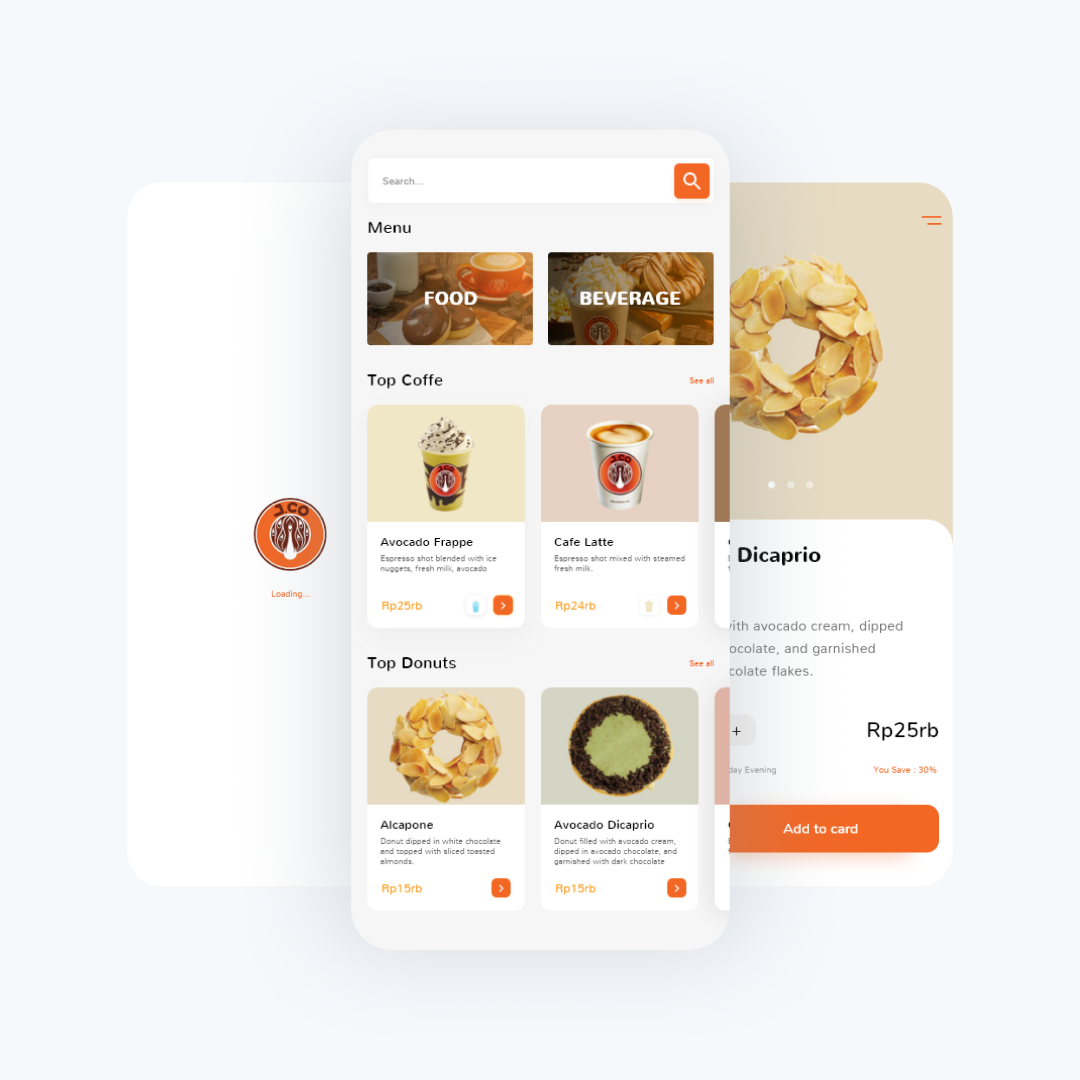 Search...
Menu
FOOD
BEVERAGE
Top Coffe
See all
J.CO
J.CO
Avocado Frappe
Espresso shot blended with ice
nuggets, fresh milk, avocado
Rp25rb
Cafe Latte
Espresso shot mixed with steamed
fresh milk.
Rp24rb
Top Donuts
See all
Alcapone
Donut dipped in white chocolate
and topped with sliced toasted
almonds.
Rp15rb
Avocado Dicaprio
Donut filled with avocado cream,
dipped in avocado chocolate, and
garnished with dark chocolate
Rp15rb
J.CO
Loading...
Dicaprio
with avocado cream, dipped
ocolate, and garnished
colate flakes.
+
Rp25rb
day Evening
You Save : 30%
Add to card